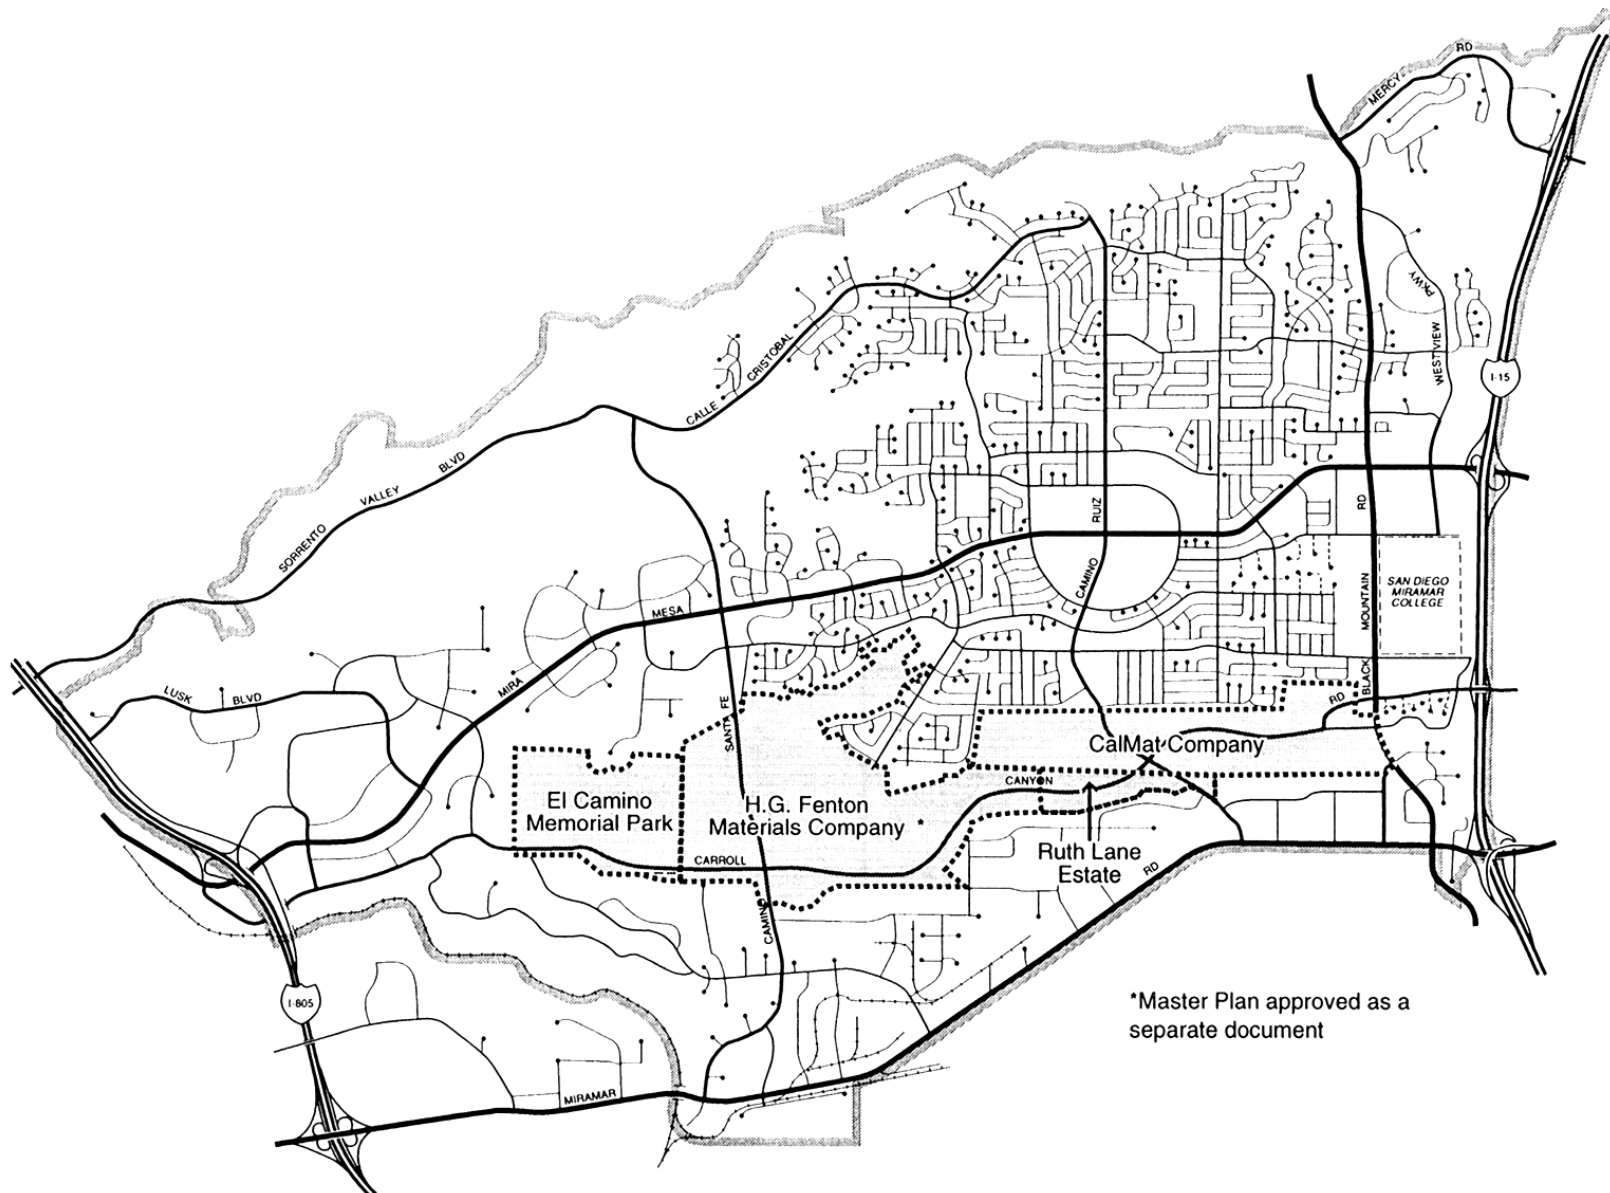 MERCY RD
PKWY
WESTVIEW
I-15
CALLE CRISTOBAL
SORRENTO VALLEY BLVD
RUIZ
CAMINO
RD
MOUNTAIN
BLACK
SAN DIEGO
MIRAMAR
COLLEGE
MESA
MIRA
LUSK BLVD
SANTA FE
RD
CalMat Company
CANYON
El Camino
Memorial Park
H.G. Fenton
Materials Company *
CARROLL
Ruth Lane
Estate
RD
CAMINO
I-805
*Master Plan approved as a
separate document
MIRAMAR